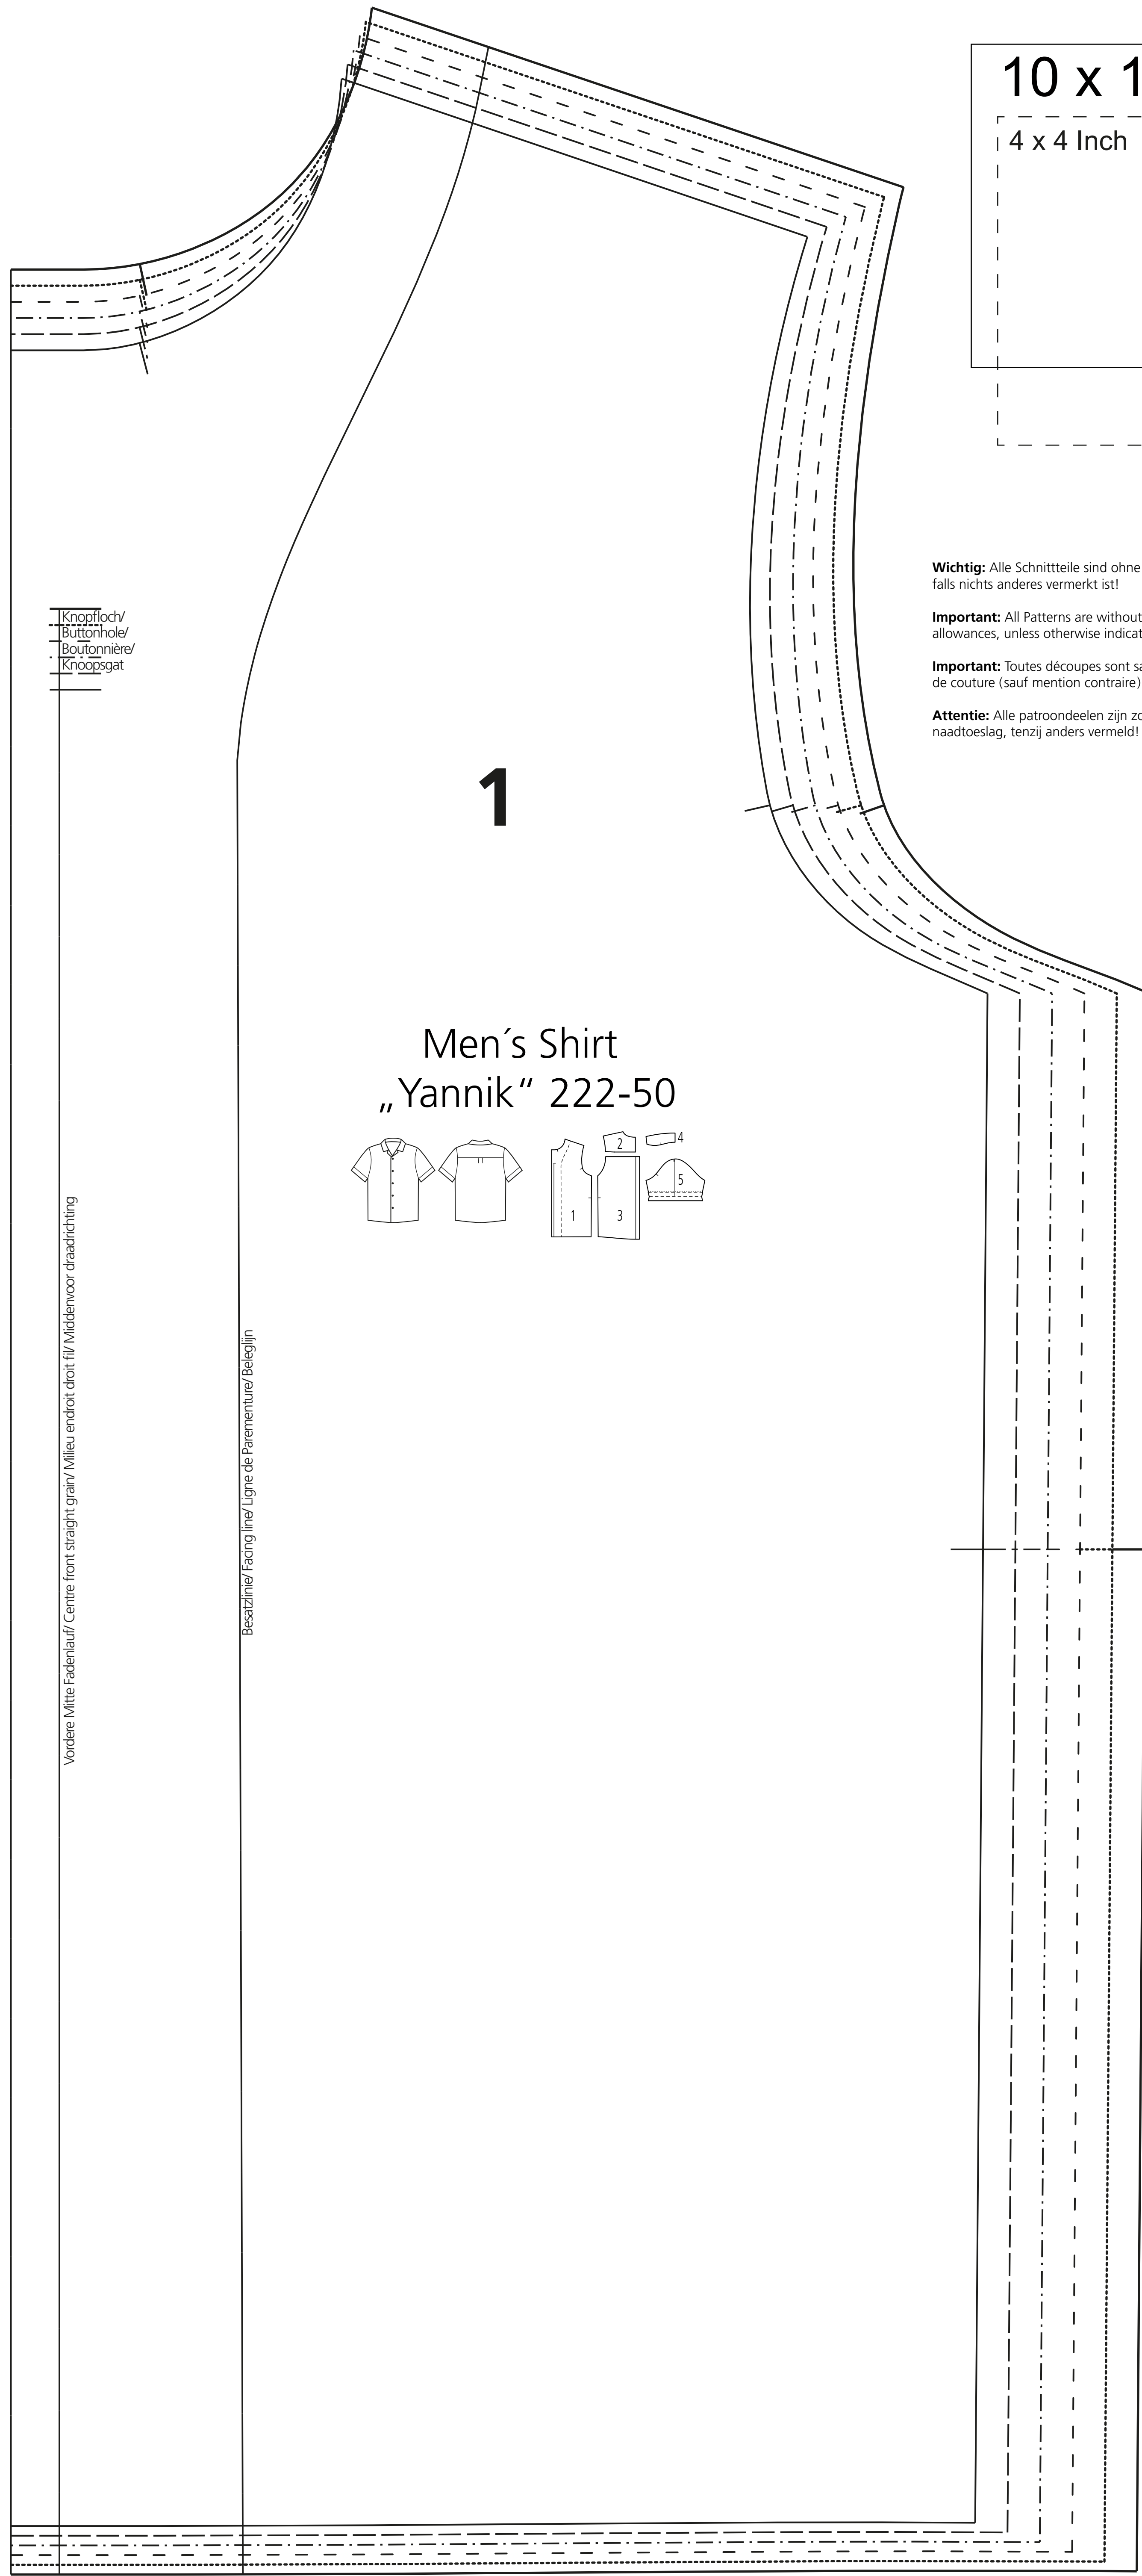 10 x 1
4 x 4 Inch
Wichtig: Alle Schnittteile sind ohne
falls nichts anderes vermerkt ist!
Important: All Patterns are without
allowances, unless otherwise indicat
Important: Toutes découpes sont sa
de couture (sauf mention contraire)
Attentie: Alle patroondeelen zijn zo
naadtoeslag, tenzij anders vermeld!
Knopfloch/
Buttonhole/
Boutonnière/
Knoopsgat
1
Men´s Shirt
„Yannik“ 222-50
1
2
3
4
5
Vordere Mitte Fadenlauf/ Centre front straight grain/ Milieu endroit droit fil/ Middenvoor draadrichting
Besatzlinie/ Facing line/ Ligne de Parementure/ Beleglijn